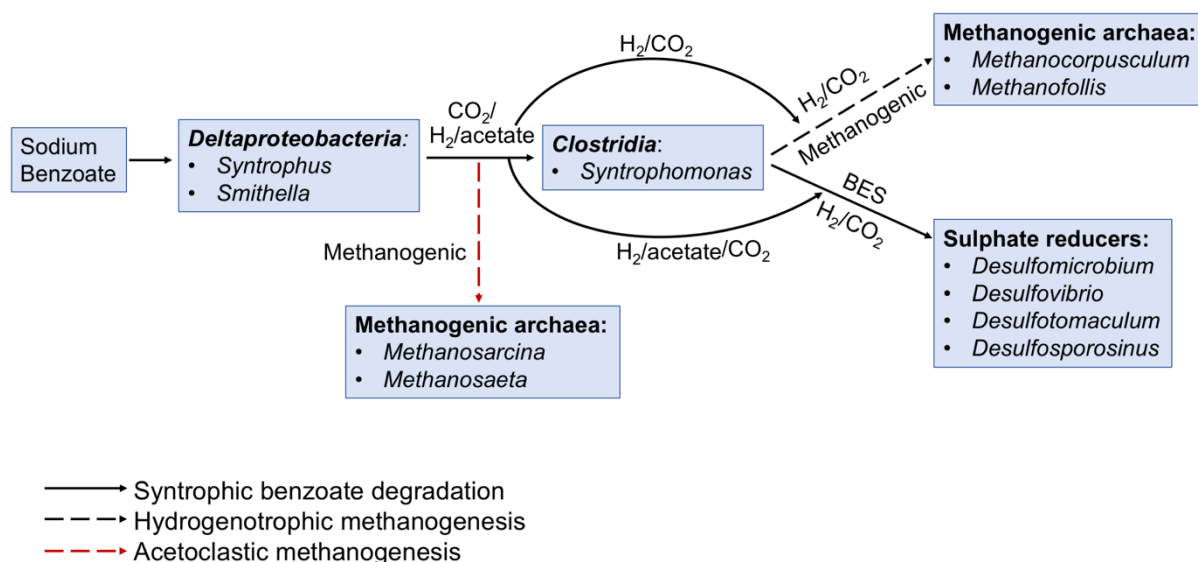 Sodium
Benzoate
Deltaproteobacteria:
• Syntrophus
• Smithella
CO₂/
H₂/acetate
H₂/CO₂
Clostridia:
• Syntrophomonas
H₂/acetate/CO₂
H₂/CO₂
Methanogenic
Methanogenic archaea:
• Methanocorpusculum
• Methanofollis
BES
H₂/CO₂
Sulphate reducers:
• Desulfomicrobium
• Desulfovibrio
• Desulfotomaculum
• Desulfosporosinus
Methanogenic
Methanogenic archaea:
• Methanosarcina
• Methanosaeta
Syntrophic benzoate degradation
Hydrogenotrophic methanogenesis
Acetoclastic methanogenesis